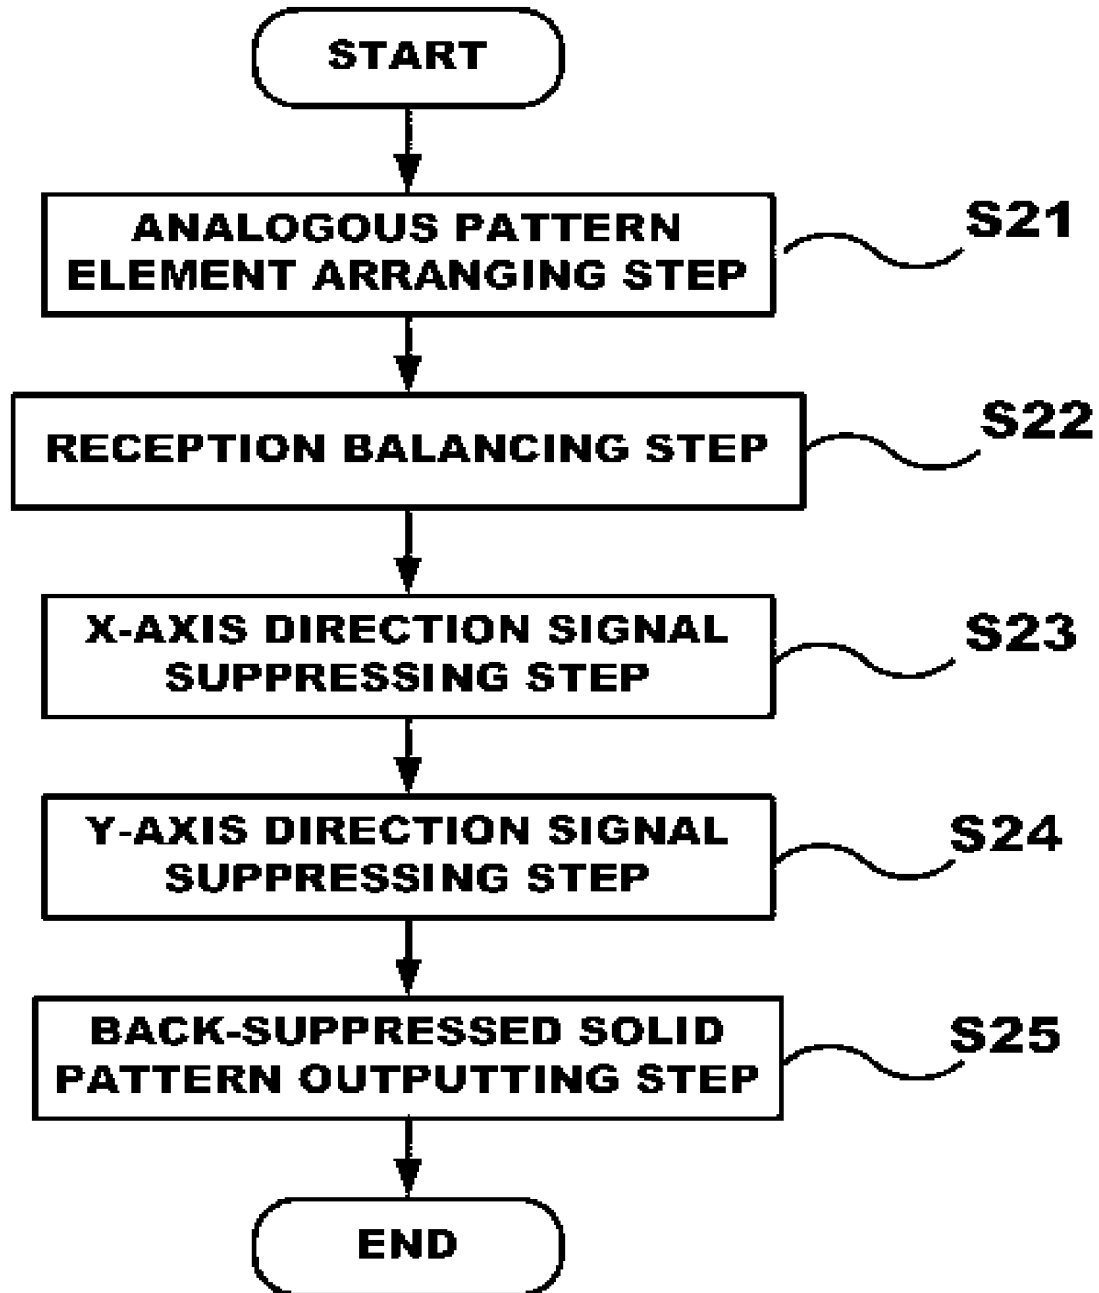 START
ANALOGOUS PATTERN
ELEMENT ARRANGING STEP
S21
RECEPTION BALANCING STEP
S22
X-AXIS DIRECTION SIGNAL
SUPPRESSING STEP
S23
Y-AXIS DIRECTION SIGNAL
SUPPRESSING STEP
S24
BACK-SUPPRESSED SOLID
PATTERN OUTPUTTING STEP
S25
END